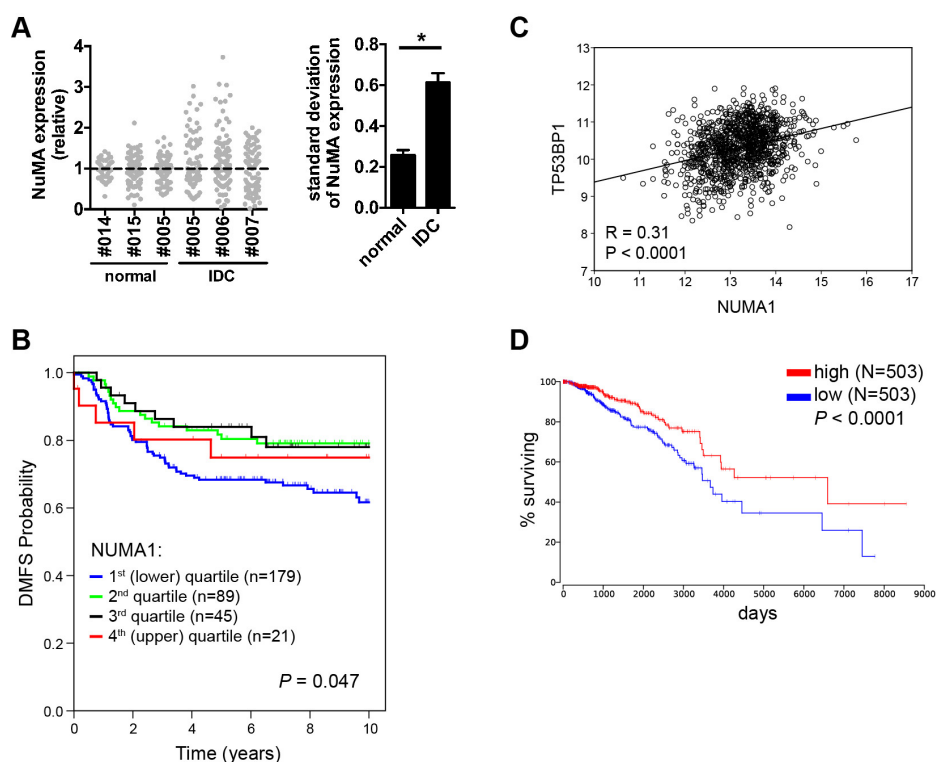 A
NuMA expression
(relative)
4
3
2
1
0
#014
#015
#005
#005
#006
#007
normal
IDC
standard deviation
of NuMA expression
0.8
0.6
0.4
0.2
0.0
*
normal
IDC
B
DMFS Probability
1.0
0.8
0.6
0.4
0.2
0.0
NUMA1:
1st (lower) quartile (n=179)
2nd quartile (n=89)
3rd quartile (n=45)
4th (upper) quartile (n=21)
P = 0.047
0 2 4 6 8 10
Time (years)
C
TP53BP1
13
12
11
10
9
8
7
R = 0.31
P < 0.0001
10 11 12 13 14 15 16 17
NUMA1
D
high (N=503)
low (N=503)
P < 0.0001
% surviving
100
80
60
40
20
0
0 1000 2000 3000 4000 5000 6000 7000 8000 9000
days